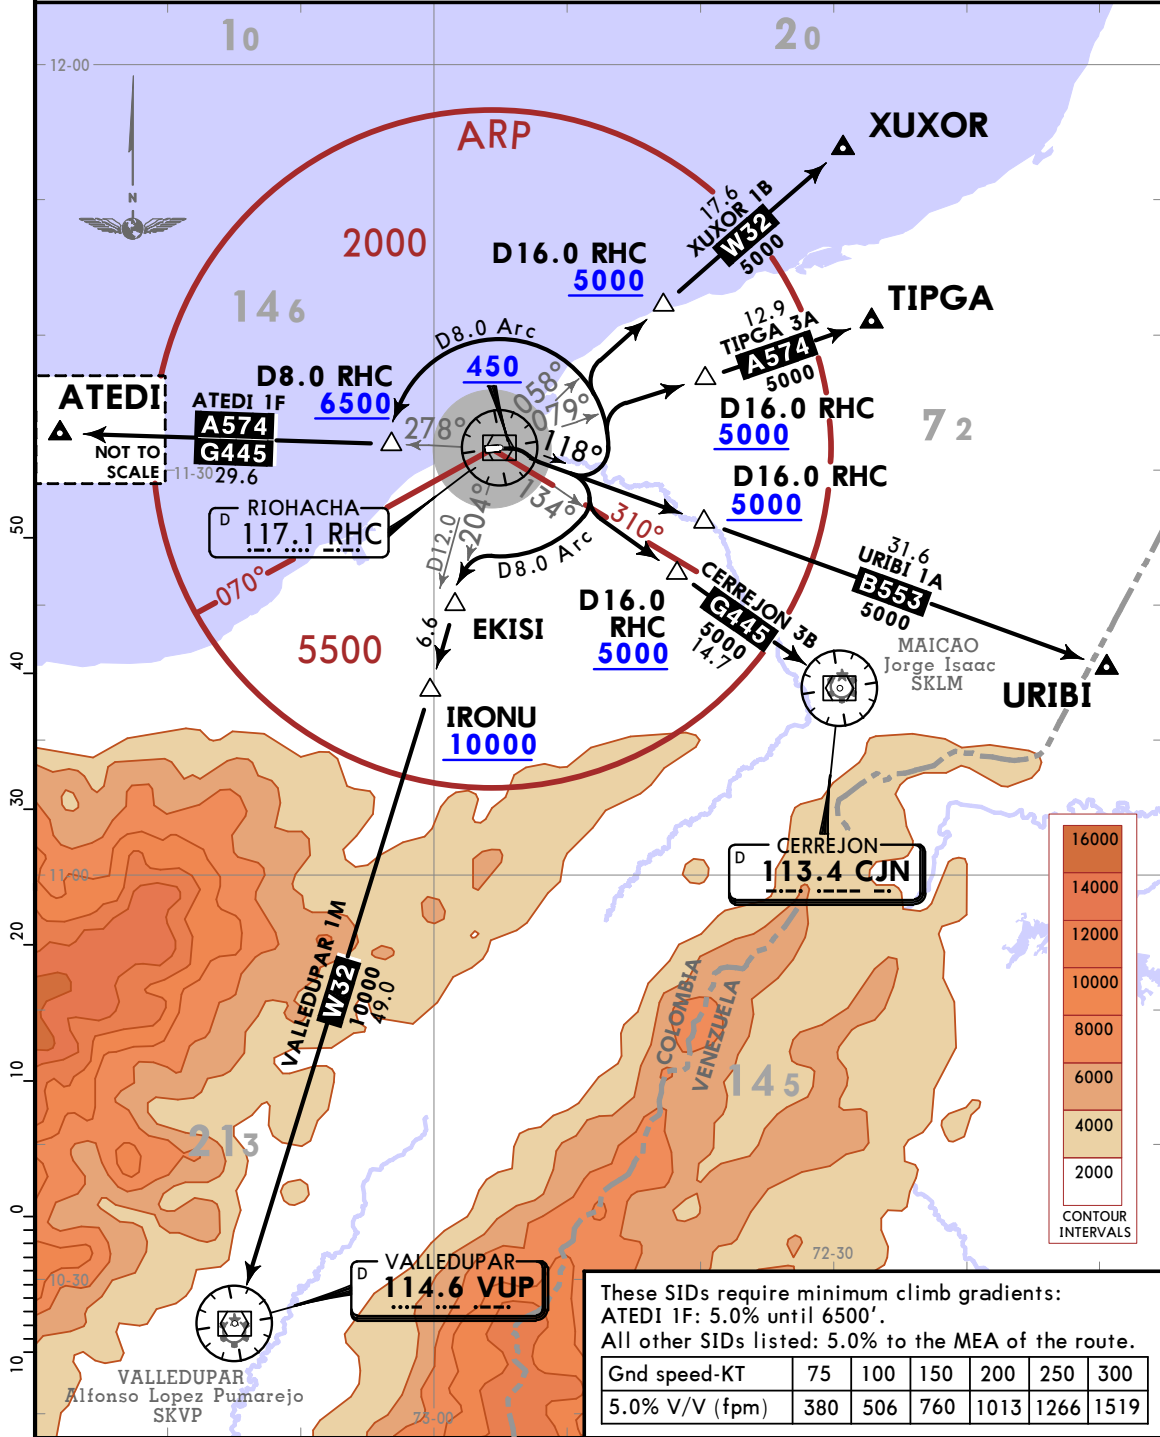 10
20
12-00
ARP
XUXOR
N
17.6
XUXOR 1B
W32
5000
2000
D16.0 RHC
5000
146
TIPGA
12.9
TIPGA 3A
A574
5000
D8.0 Arc
450
D8.0 RHC
6500
ATEDI
ATEDI 1F
A574
G445
29.6
NOT TO
SCALE
11-30
278°
058°
079°
118°
D16.0 RHC
5000
72
D16.0 RHC
5000
RIOHACHA
D 117.1 RHC
204°
D12.0
134°
310°
D8.0 Arc
50
31.6
URIBI 1A
B553
5000
070°
CERREJON 3B
G445
5000
14.7
D16.0
RHC
5000
EKISI
6.6
5500
MAICAO
Jorge Isaac
SKLM
40
URIBI
IRONU
10000
30
CERREJON
D 113.4 CJN
11-00
16000
14000
12000
10000
8000
6000
4000
2000
CONTOUR
INTERVALS
20
VALLEDUPAR 1M
W32
10000
49.0
COLOMBIA
VENEZUELA
10
145
213
0
72-30
10-30
VALLEDUPAR
D 114.6 VUP
10
VALLEDUPAR
Alfonso Lopez Pumarejo
SKVP
73-00
These SIDs require minimum climb gradients:
ATEDI 1F: 5.0% until 6500'.
All other SIDs listed: 5.0% to the MEA of the route.
Gnd speed-KT 75 100 150 200 250 300
5.0% V/V (fpm) 380 506 760 1013 1266 1519